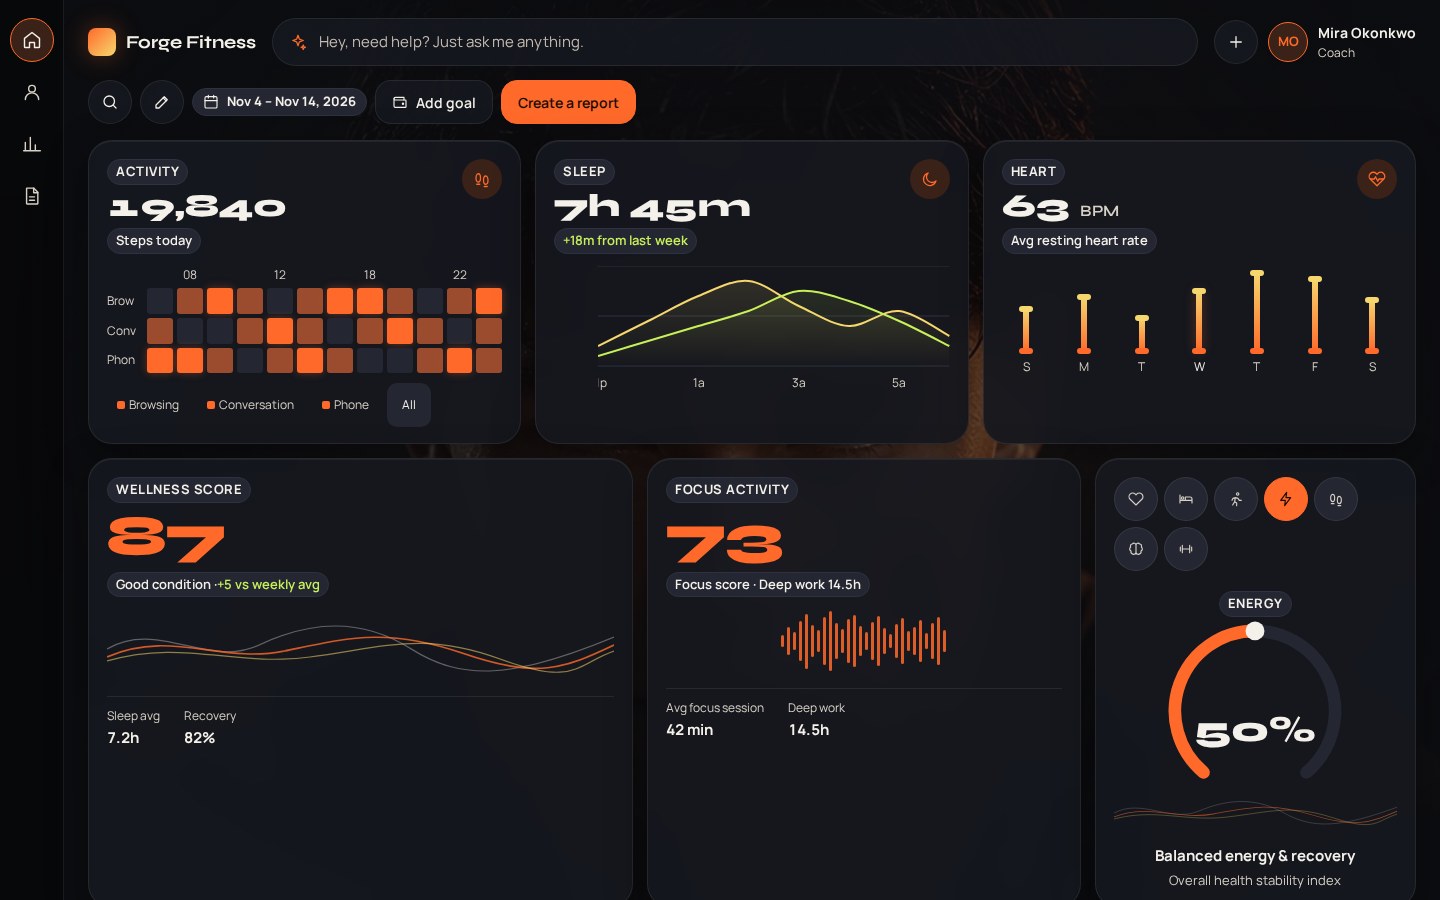 Forge Fitness
Hey, need help? Just ask me anything.
MO
Mira Okonkwo
Coach
Nov 4 – Nov 14, 2026
Add goal
Create a report
ACTIVITY
19,840
Steps today
08 12 18 22
Brow
Conv
Phon
Browsing Conversation Phone All
SLEEP
7h 45m
+18m from last week
1a 3a 5a
HEART
63 BPM
Avg resting heart rate
S M T W T F S
WELLNESS SCORE
87
Good condition ·+5 vs weekly avg
Sleep avg Recovery
7.2h 82%
FOCUS ACTIVITY
73
Focus score · Deep work 14.5h
Avg focus session Deep work
42 min 14.5h
ENERGY
50%
Balanced energy & recovery
Overall health stability index